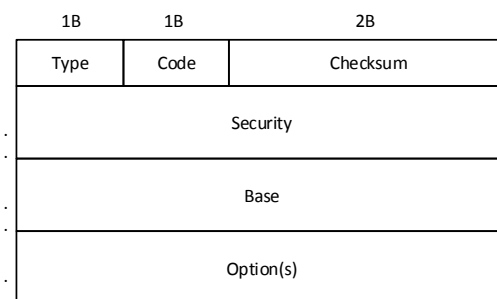 1B 1B 2B
Type Code Checksum
Security
Base
Option(s)